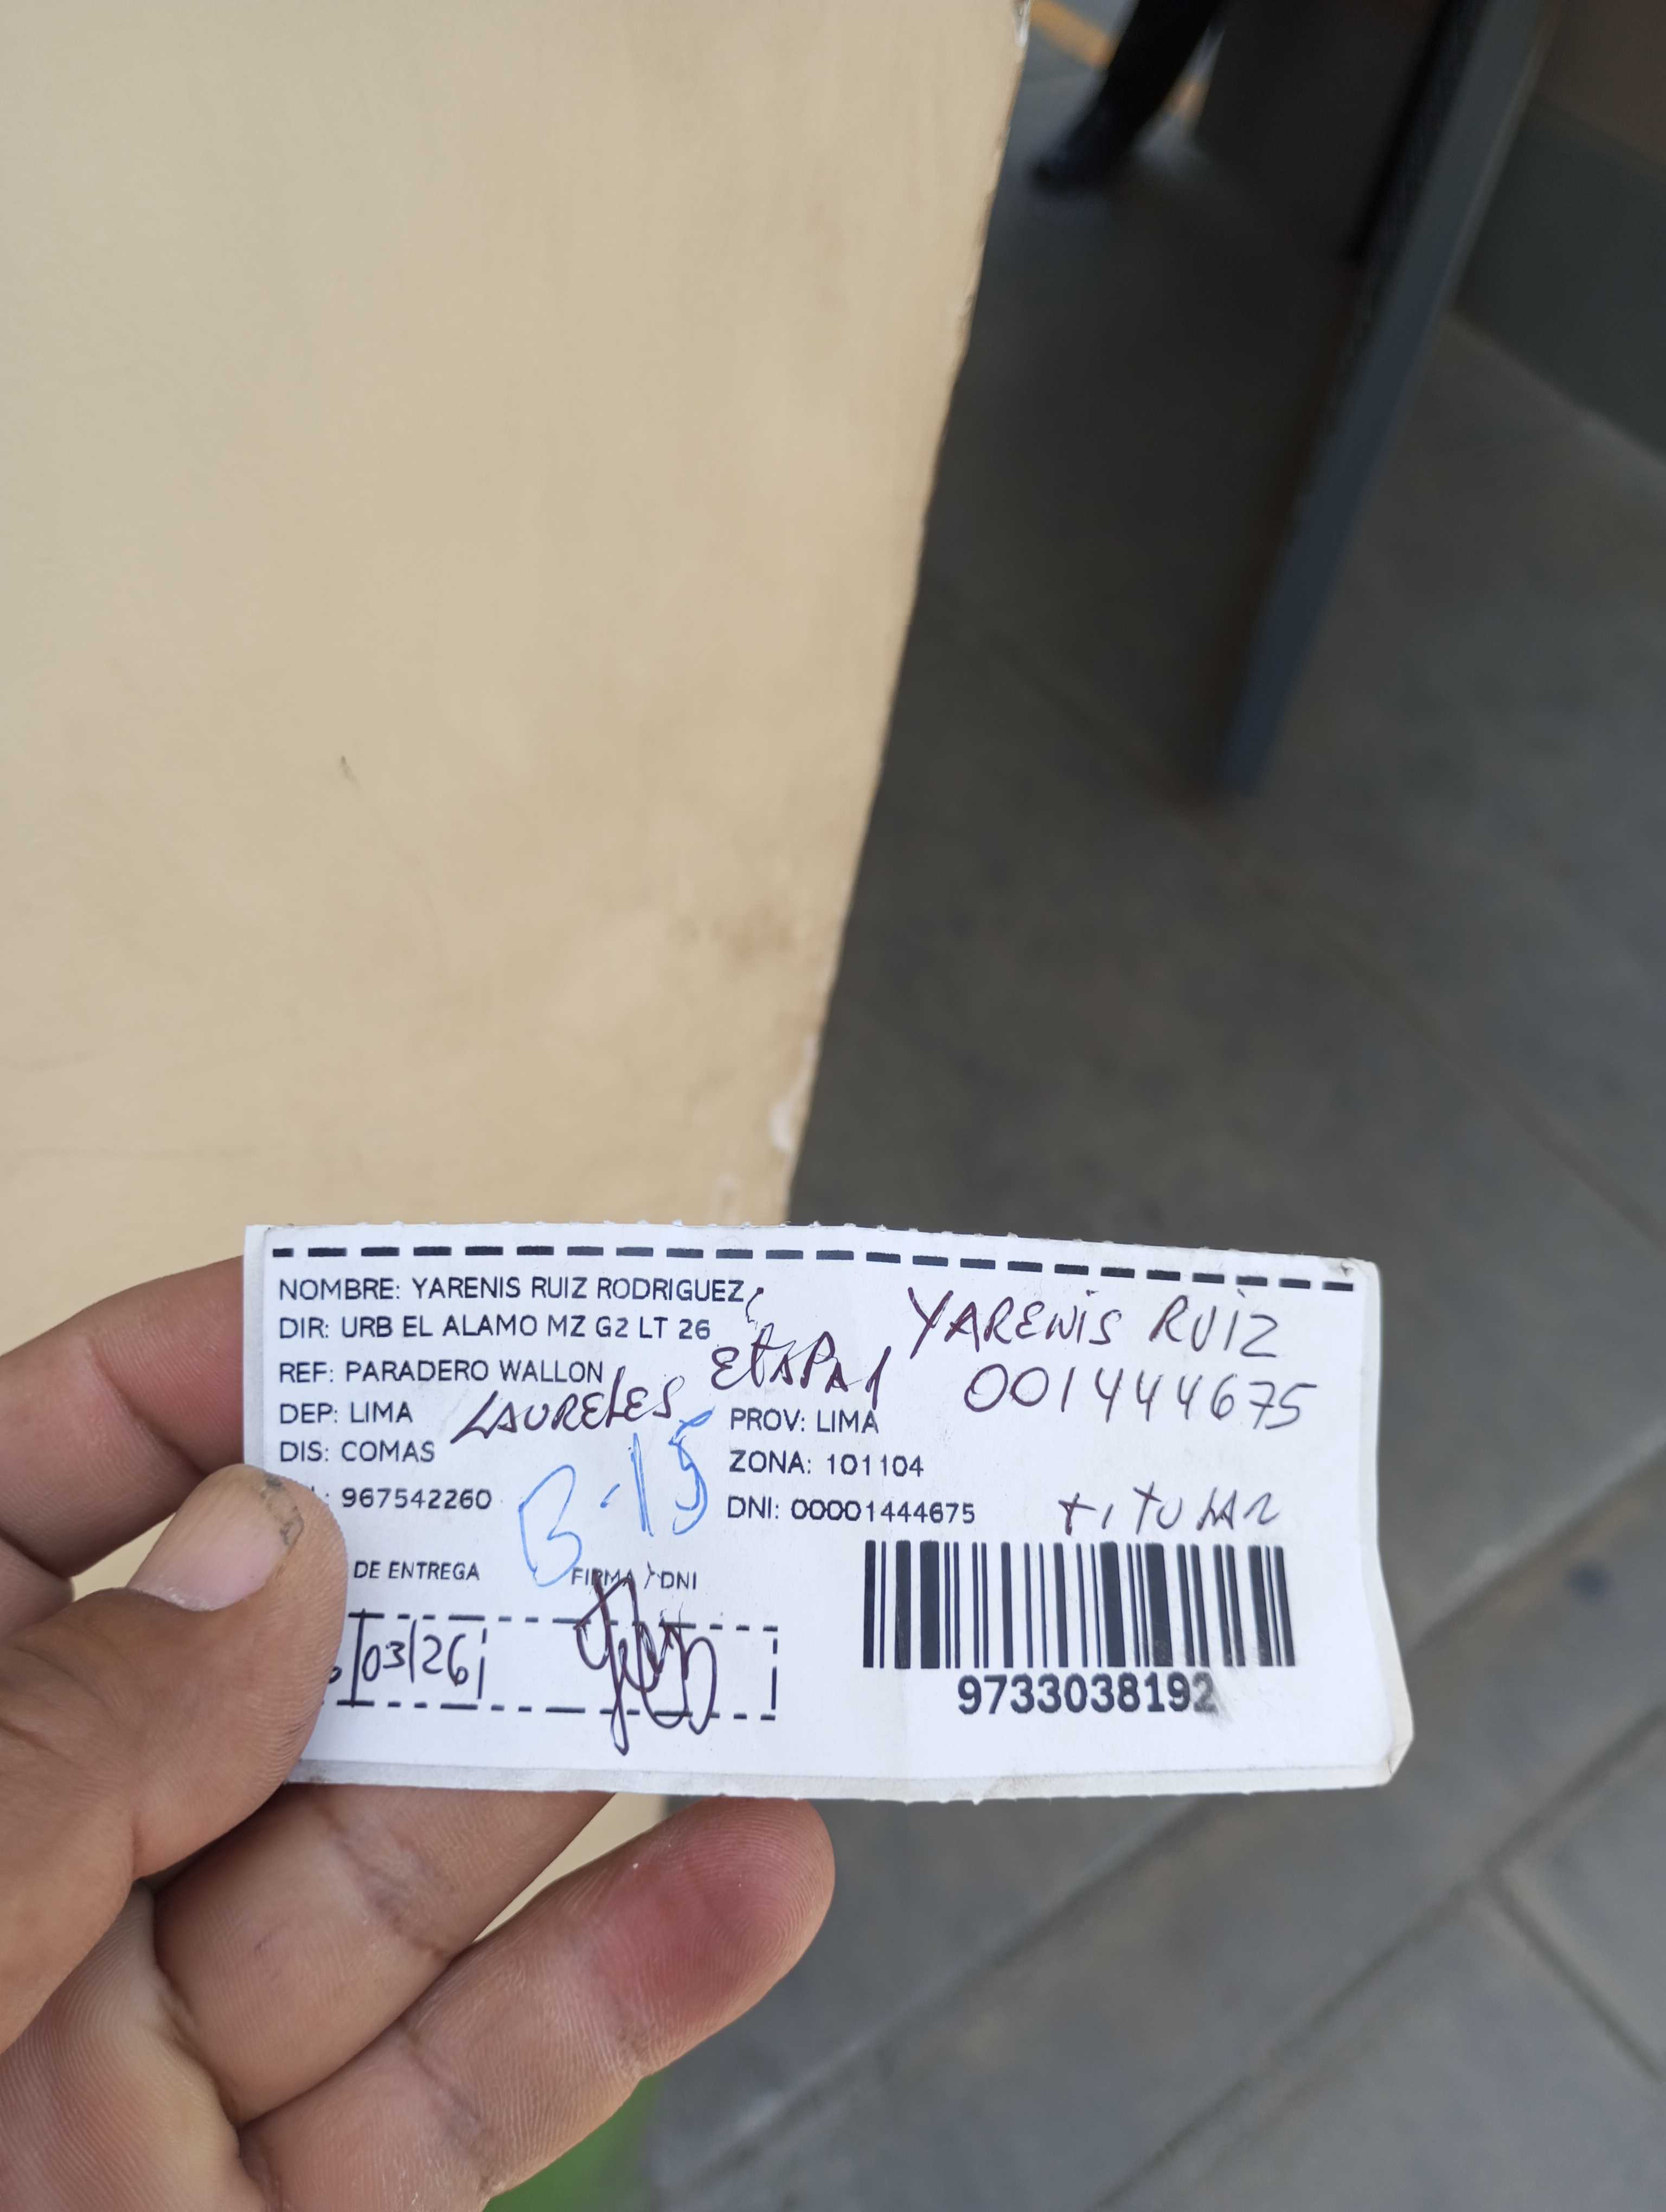 NOMBRE: YARENIS RUIZ RODRIGUEZ
DIR: URB EL ALAMO MZ G2 LT 26
ETAPA 1
REF: PARADERO WALLON
LAURELES
DEP: LIMA
PROV: LIMA
DIS: COMAS
ZONA: 101104
967542260
DNI: 00001444675
B-15
YARENIS RUIZ
001444675
TITULAR
DE ENTREGA
FIRMA Y DNI
03/26
9733038192